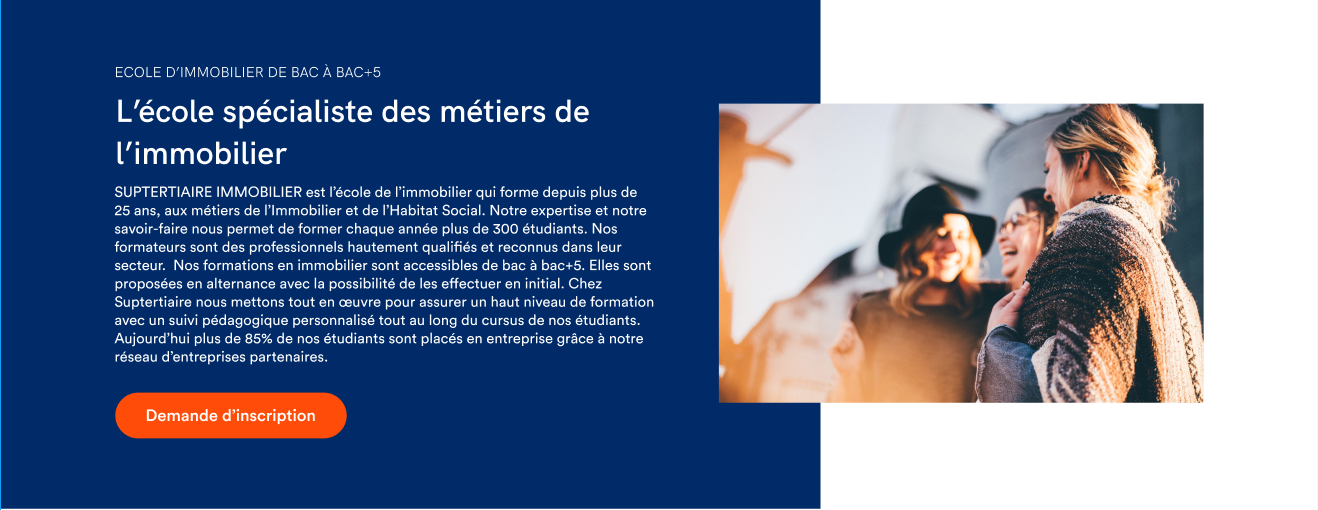 ECOLE D’IMMOBILIER DE BAC À BAC+5
L’école spécialiste des métiers de
l’immobilier
SUPTERTIAIRE IMMOBILIER est l’école de l’immobilier qui forme depuis plus de
25 ans, aux métiers de l’Immobilier et de l’Habitat Social. Notre expertise et notre
savoir-faire nous permet de former chaque année plus de 300 étudiants. Nos
formateurs sont des professionnels hautement qualifiés et reconnus dans leur
secteur.  Nos formations en immobilier sont accessibles de bac à bac+5. Elles sont
proposées en alternance avec la possibilité de les effectuer en initial. Chez
Suptertiaire nous mettons tout en œuvre pour assurer un haut niveau de formation
avec un suivi pédagogique personnalisé tout au long du cursus de nos étudiants.
Aujourd’hui plus de 85% de nos étudiants sont placés en entreprise grâce à notre
réseau d’entreprises partenaires.
Demande d’inscription